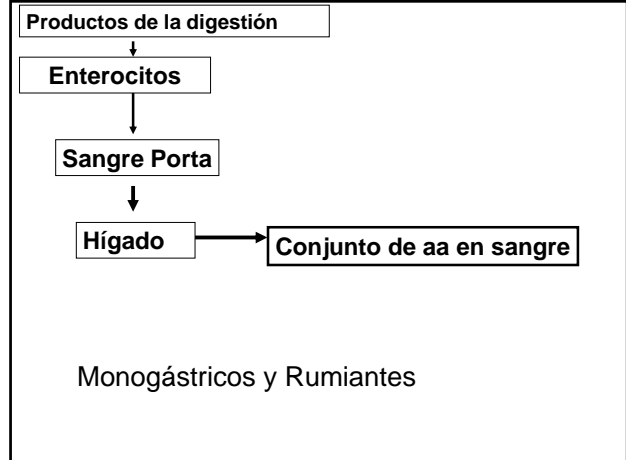 Productos de la digestión
Enterocitos
Sangre Porta
Hígado
Conjunto de aa en sangre
Monogástricos y Rumiantes